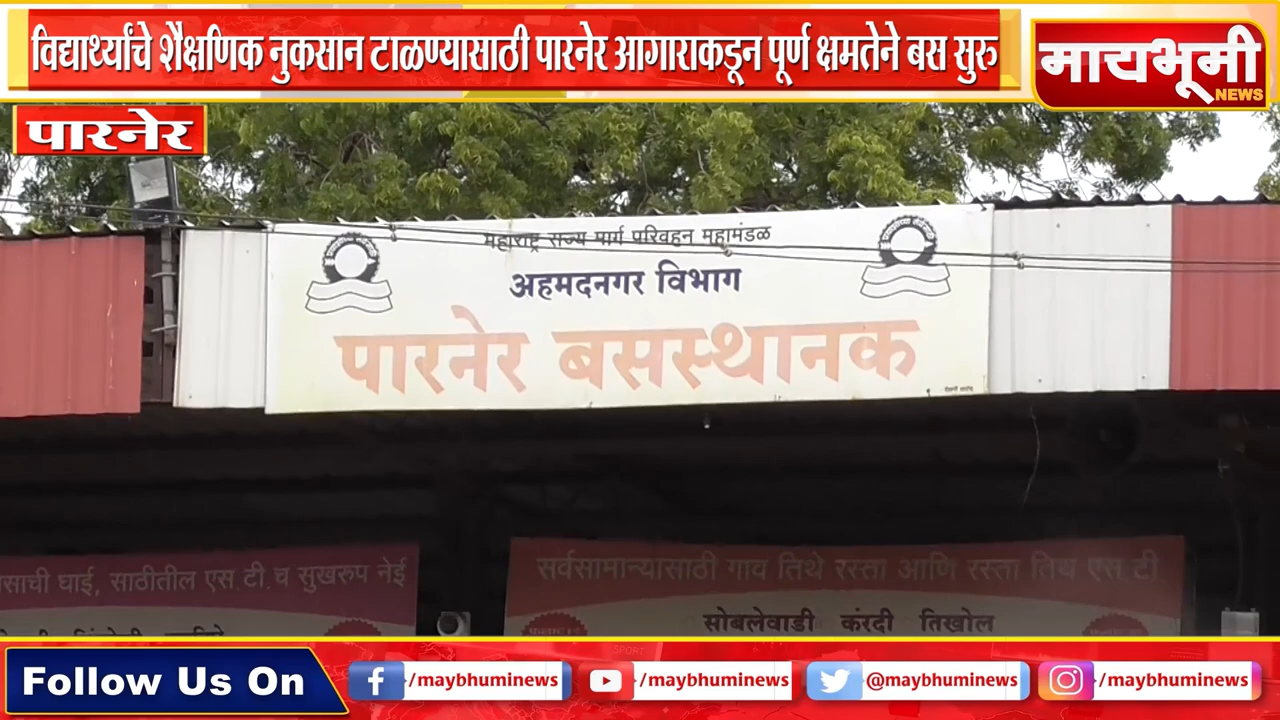 विद्यार्थ्यांचे शैक्षणिक नुकसान टाळण्यासाठी पारनेर आगाराकडून पूर्ण क्षमतेने बस सुरु
मायभूमी
NEWS
पारनेर
महाराष्ट्र राज्य मार्ग परिवहन महामंडळ
अहमदनगर विभाग
पारनेर बसस्थानक
साची घाई, साठीतील एस.टी.च सुखरुप नेई
सर्वसामान्यासाठी गाव तिथे रस्ता आणि रस्ता तिथे एस.टी
सोबलेवाडी करंदी तिखोल
Follow Us On
/maybhuminews
/maybhuminews
@maybhuminews
/maybhuminews